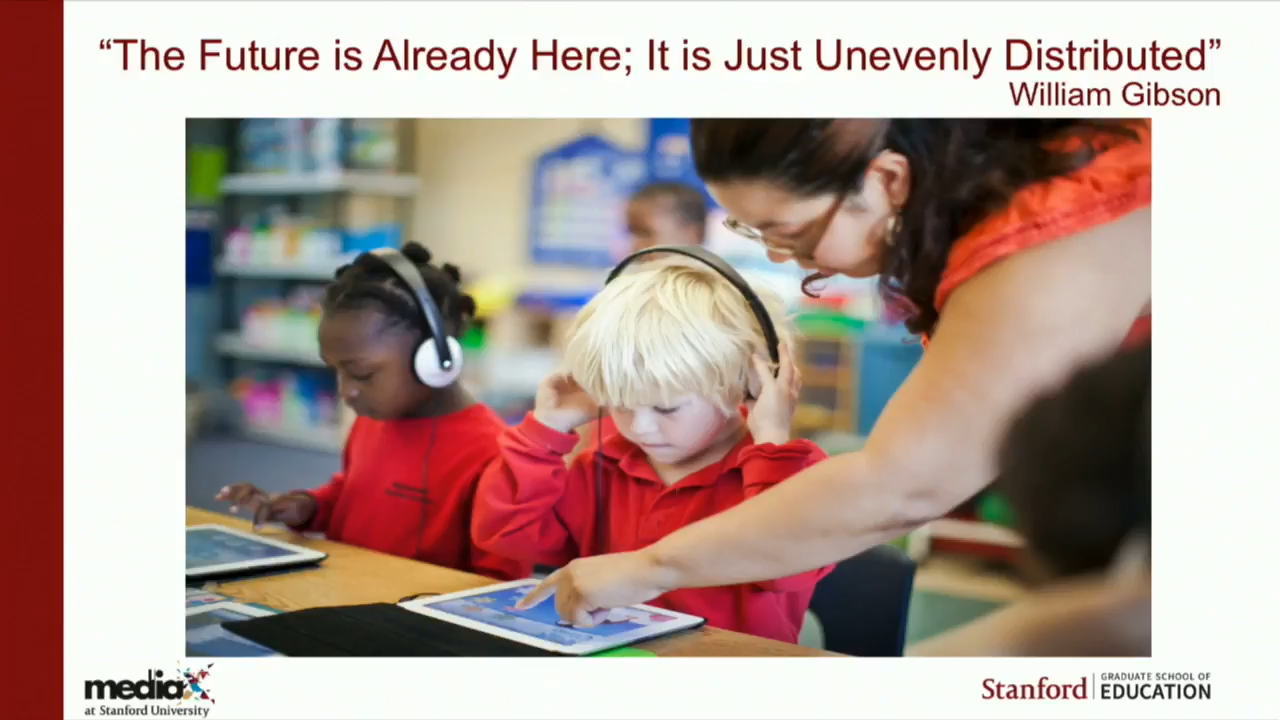 “The Future is Already Here; It is Just Unevenly Distributed”
William Gibson
mediaX
at Stanford University
Stanford
GRADUATE SCHOOL OF
EDUCATION